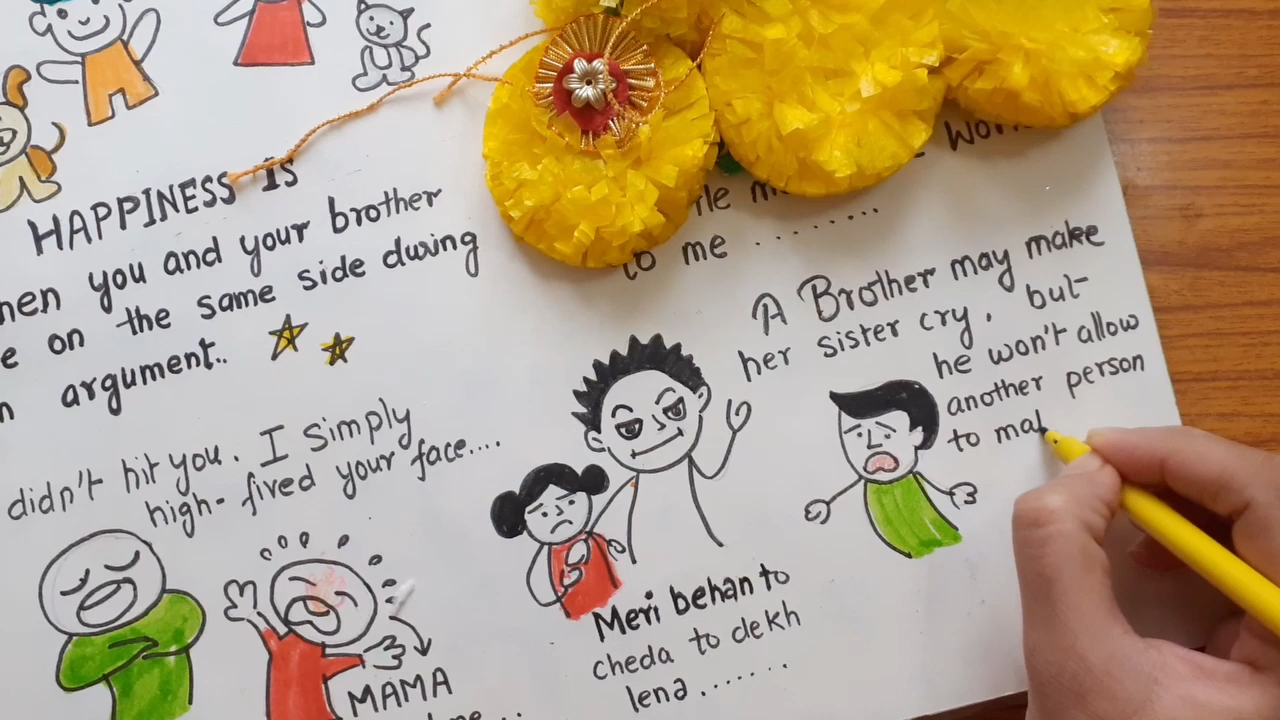 HAPPINESS IS
you and your brother
on the same side during
argument..
didn't hit you. I simply
high-fived your face....
MAMA
to me ........
A Brother may make
her sister cry, but
he won't allow
another person
to mak
Meri behan to
cheda to dekh
lena......